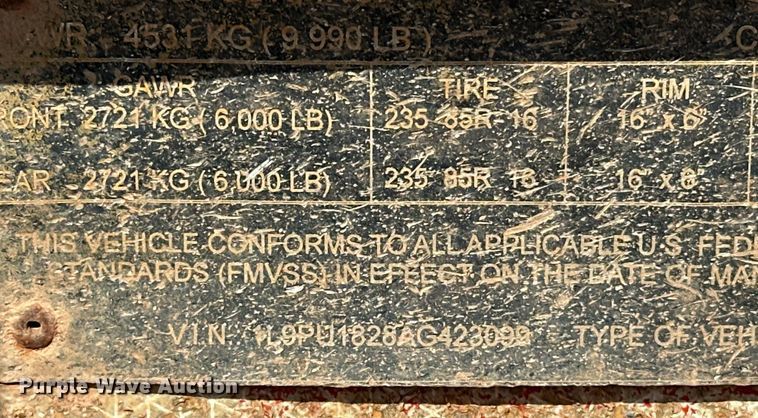 WR 4531 KG ( 9,990 LB ) C
GAWR TIRE RIM
RONT 2721 KG ( 6,000 LB) 235 85R 16 16" x 6"
EAR 2721 KG ( 6,000 LB) 235 85R 16 16" x 6"
THIS VEHICLE CONFORMS TO ALL APPLICABLE U.S. FEDE
STANDARDS (FMVSS) IN EFFECT ON THE DATE OF MAN
V.I.N. 1L9PU1828AG423099 TYPE OF VEH
Purple Wave Auction